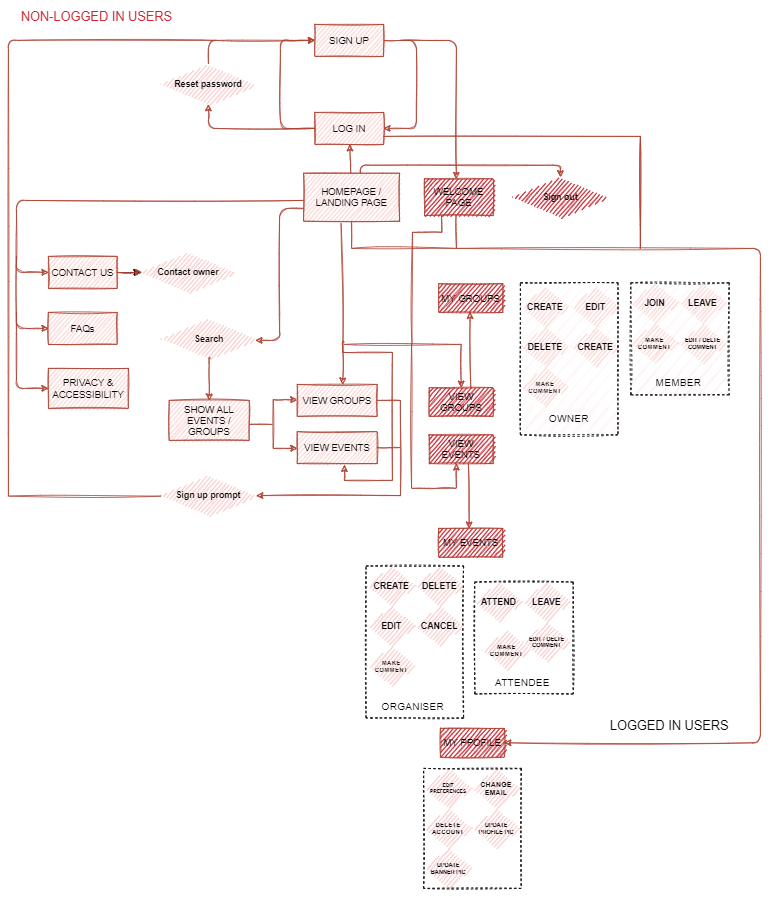 NON-LOGGED IN USERS
SIGN UP
Reset password
LOG IN
HOMEPAGE /
LANDING PAGE
WELCOME
PAGE
Sign out
CONTACT US
Contact owner
FAQs
Search
PRIVACY &
ACCESSIBILITY
SHOW ALL
EVENTS /
GROUPS
VIEW GROUPS
VIEW EVENTS
Sign up prompt
MY GROUPS
VIEW
GROUPS
VIEW
EVENTS
CREATE
EDIT
DELETE
CREATE
MAKE
COMMENT
OWNER
JOIN
LEAVE
MAKE
COMMENT
EDIT / DELTE
COMMENT
MEMBER
MY EVENTS
CREATE
DELETE
EDIT
CANCEL
MAKE
COMMENT
ORGANISER
ATTEND
LEAVE
MAKE
COMMENT
EDIT / DELTE
COMMENT
ATTENDEE
LOGGED IN USERS
MY PROFILE
EDIT
PREFERENCES
CHANGE
EMAIL
DELETE
ACCOUNT
UPDATE
PROFILE PIC
UPDATE
BANNER PIC